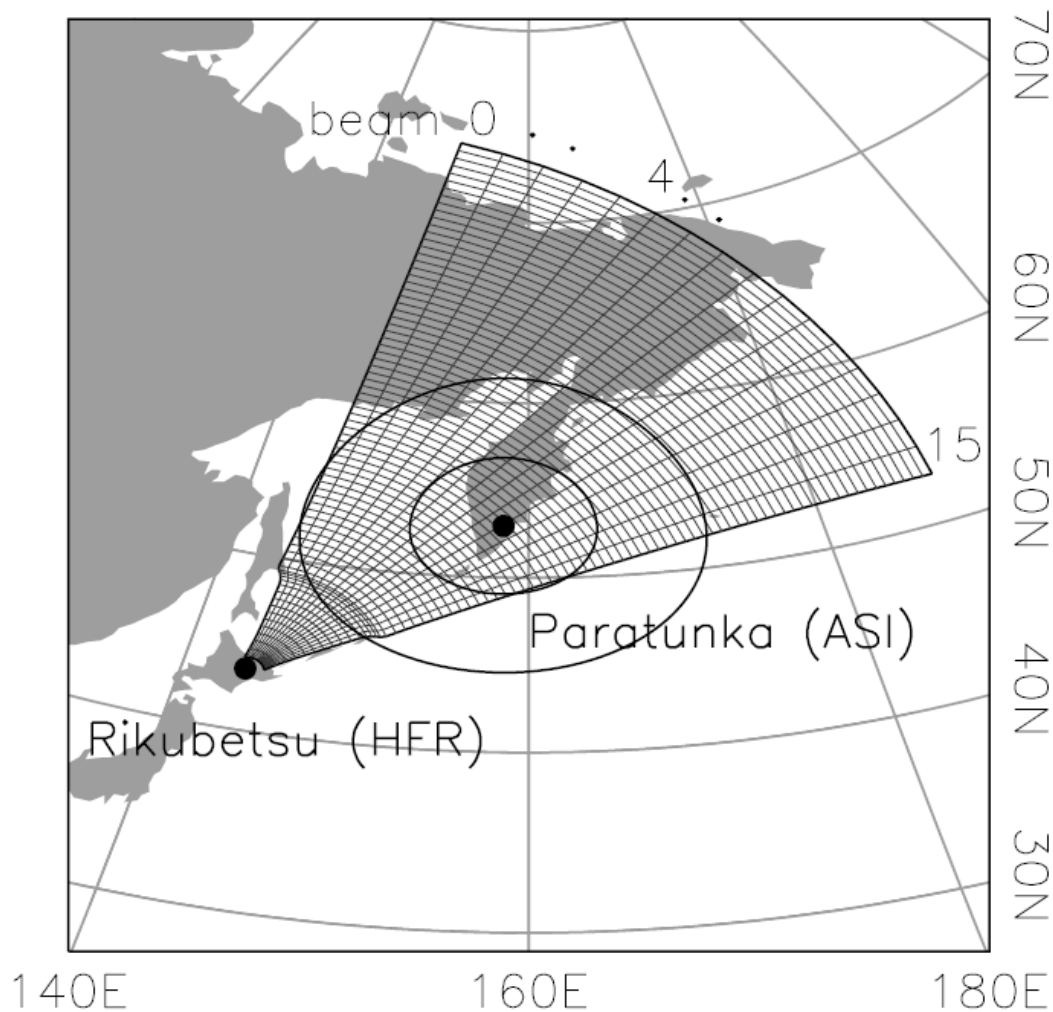 70N
beam 0
4
60N
15
50N
Paratunka (ASI)
40N
Rikubetsu (HFR)
30N
140E
160E
180E